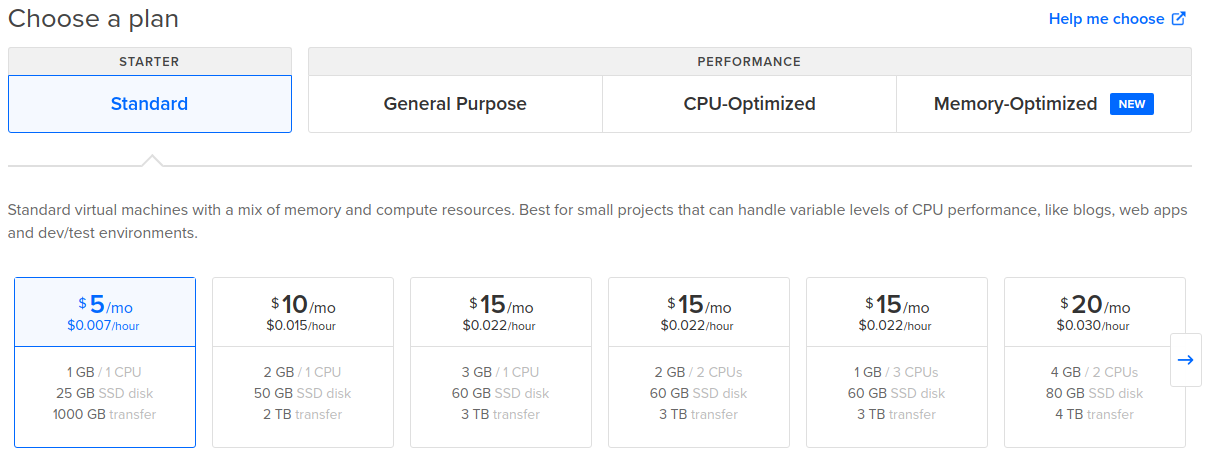 Choose a plan
Help me choose
STARTER
PERFORMANCE
Standard
General Purpose
CPU-Optimized
Memory-Optimized NEW
Standard virtual machines with a mix of memory and compute resources. Best for small projects that can handle variable levels of CPU performance, like blogs, web apps
and dev/test environments.
$5/mo
$0.007/hour
1 GB / 1 CPU
25 GB SSD disk
1000 GB transfer
$10/mo
$0.015/hour
2 GB / 1 CPU
50 GB SSD disk
2 TB transfer
$15/mo
$0.022/hour
3 GB / 1 CPU
60 GB SSD disk
3 TB transfer
$15/mo
$0.022/hour
2 GB / 2 CPUs
60 GB SSD disk
3 TB transfer
$15/mo
$0.022/hour
1 GB / 3 CPUs
60 GB SSD disk
3 TB transfer
$20/mo
$0.030/hour
4 GB / 2 CPUs
80 GB SSD disk
4 TB transfer